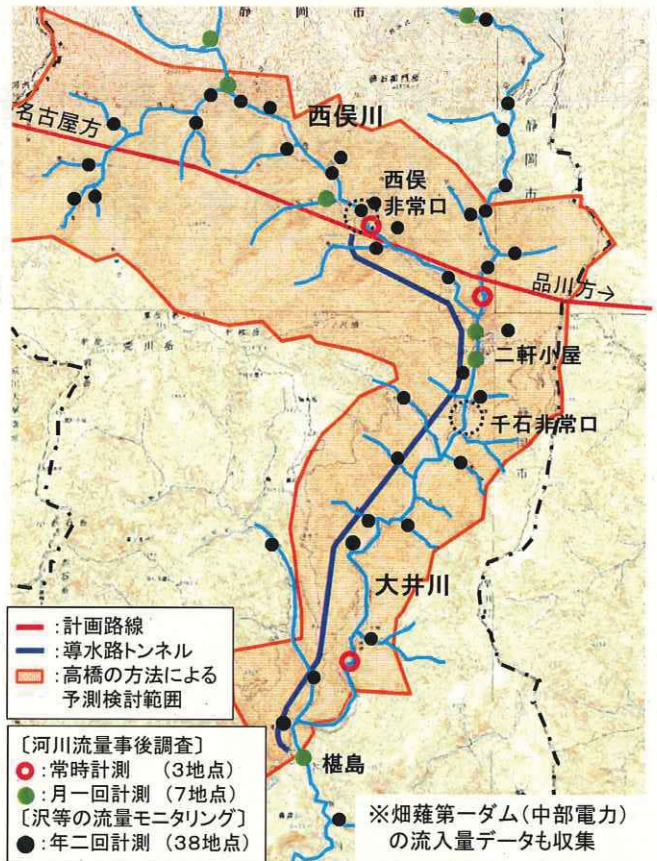 静岡市
静岡市
西俣川
名古屋方
西俣
非常口
品川方→
二軒小屋
千石非常口
大井川
椹島
:計画路線
:導水路トンネル
:高橋の方法による
予測検討範囲
〔河川流量事後調査〕
:常時計測 (3地点)
:月一回計測 (7地点)
〔沢等の流量モニタリング〕
:年二回計測 (38地点)
※畑薙第一ダム(中部電力)
の流入量データも収集